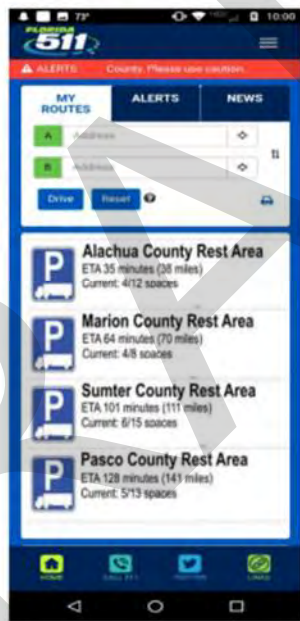 73° 10:00
FLORIDA
511
ALERTS County. Please use caution.
MY ROUTES ALERTS NEWS
A Address
B Address
Drive Reset ?
P Alachua County Rest Area
ETA 35 minutes (38 miles)
Current: 4/12 spaces
P Marion County Rest Area
ETA 64 minutes (70 miles)
Current: 4/8 spaces
P Sumter County Rest Area
ETA 101 minutes (111 miles)
Current: 6/15 spaces
P Pasco County Rest Area
ETA 128 minutes (141 miles)
Current: 5/13 spaces
HOME CALL 511 TWITTER LINKS